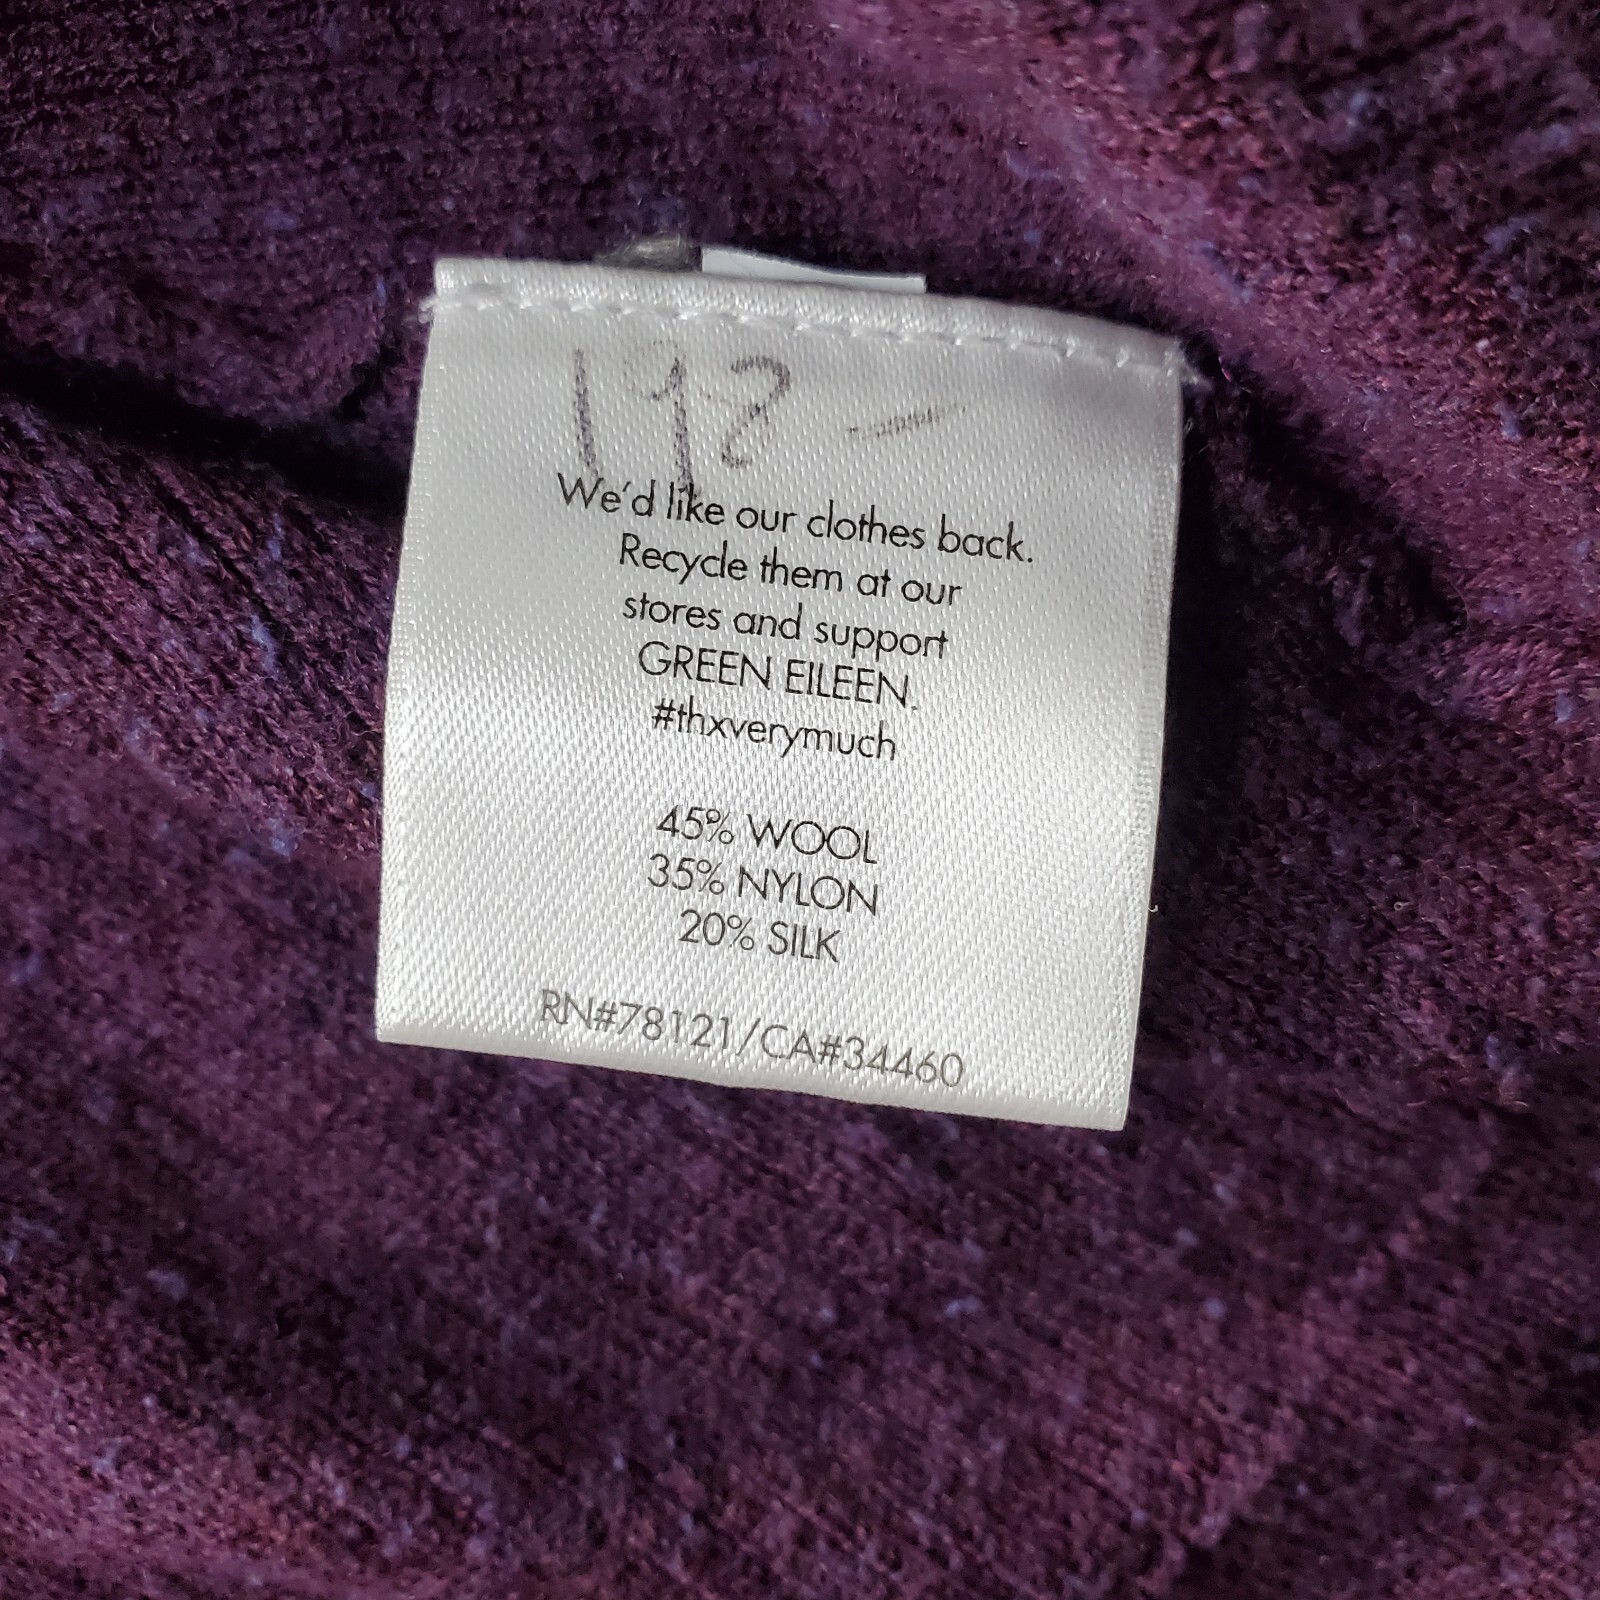 198 -
We'd like our clothes back.
Recycle them at our
stores and support
GREEN EILEEN.
#thxverymuch
45% WOOL
35% NYLON
20% SILK
RN#78121/CA#34460